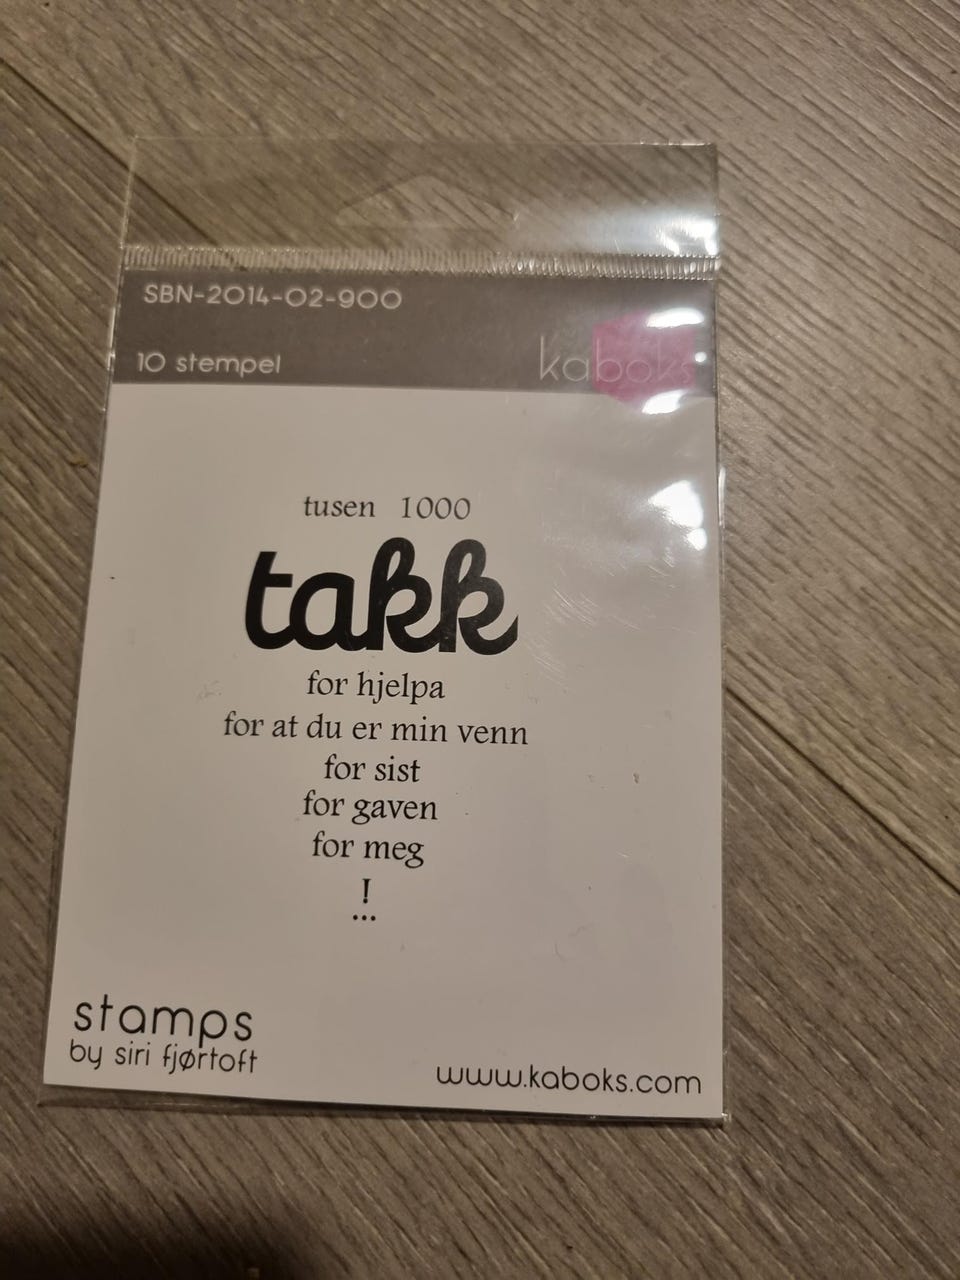 SBN-2014-02-900
10 stempel
kaboks
tusen 1000
takk
for hjelpa
for at du er min venn
for sist
for gaven
for meg
!
...
stamps
by siri fjørtoft
www.kaboks.com